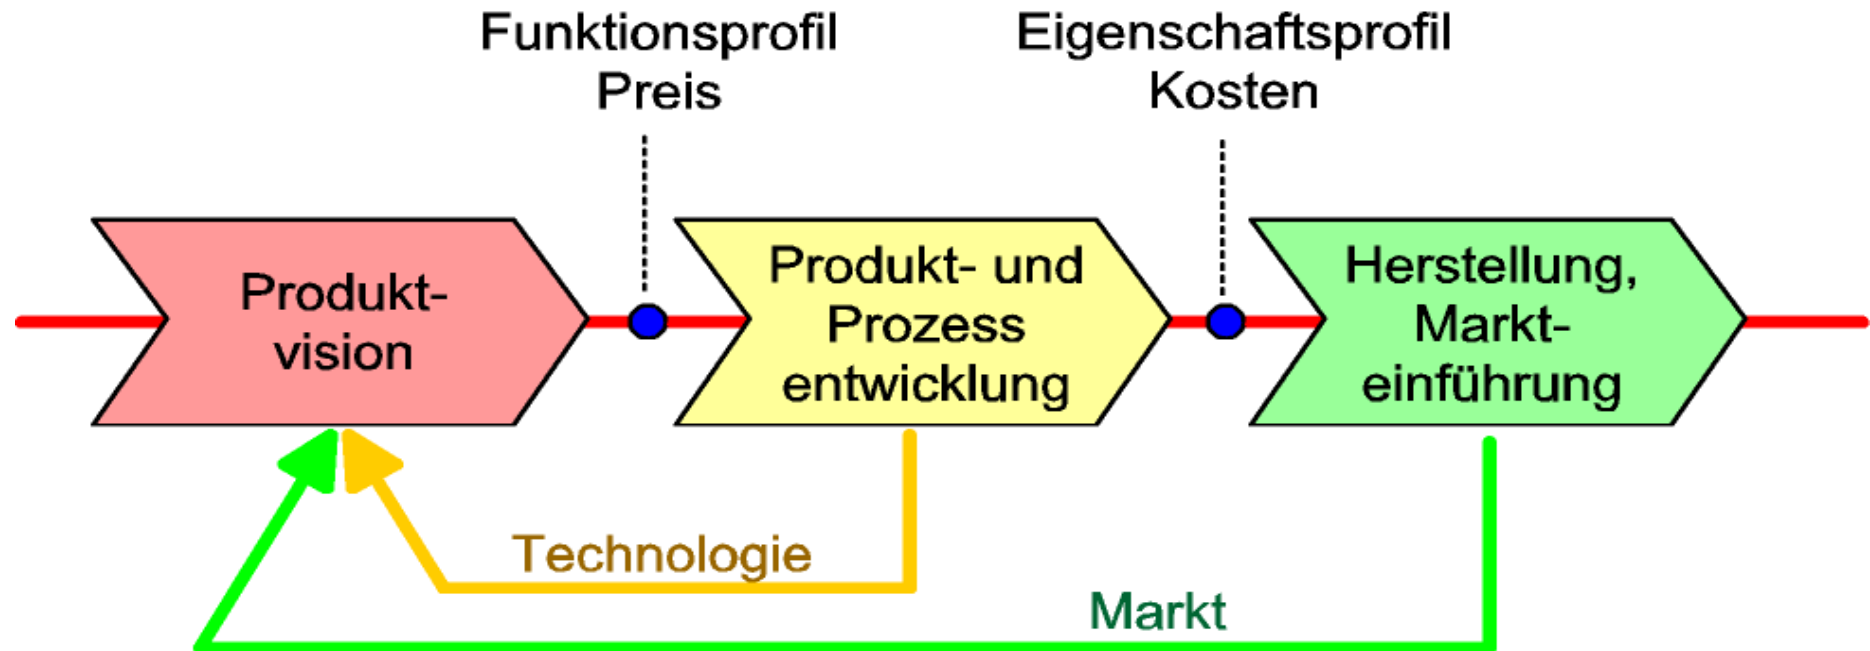 Funktionsprofil
Preis
Eigenschaftsprofil
Kosten
Produkt-
vision
Produkt- und
Prozess
entwicklung
Herstellung,
Markt-
einführung
Technologie
Markt